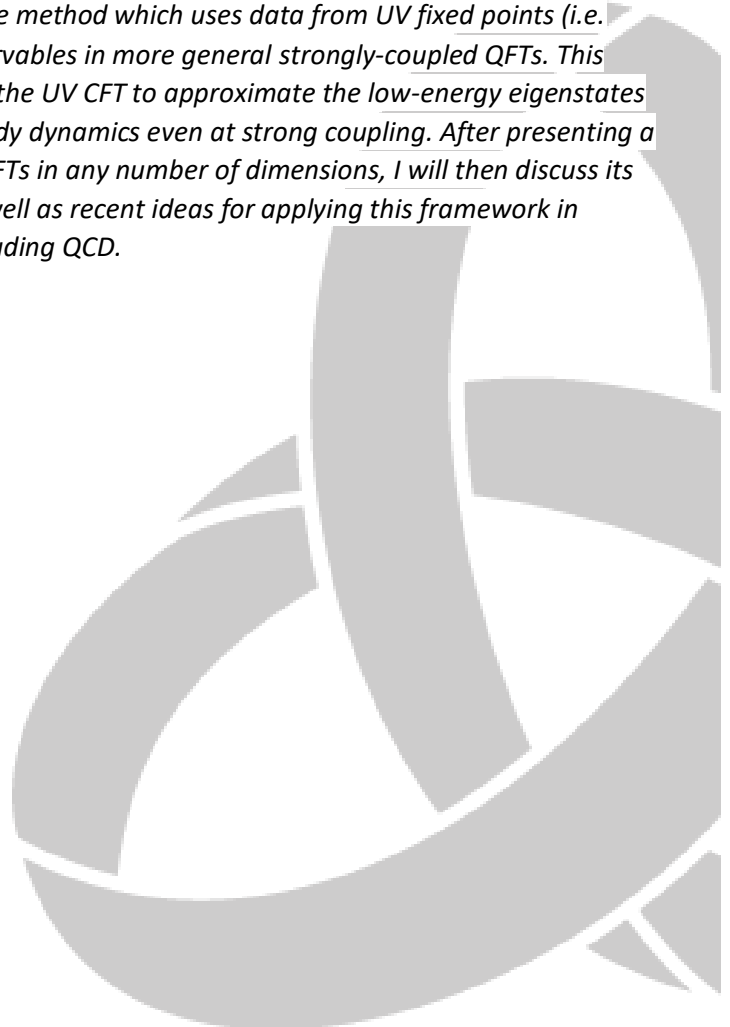 e method which uses data from UV fixed points (i.e.
rvables in more general strongly-coupled QFTs. This
the UV CFT to approximate the low-energy eigenstates
dy dynamics even at strong coupling. After presenting a
FTs in any number of dimensions, I will then discuss its
vell as recent ideas for applying this framework in
ading QCD.